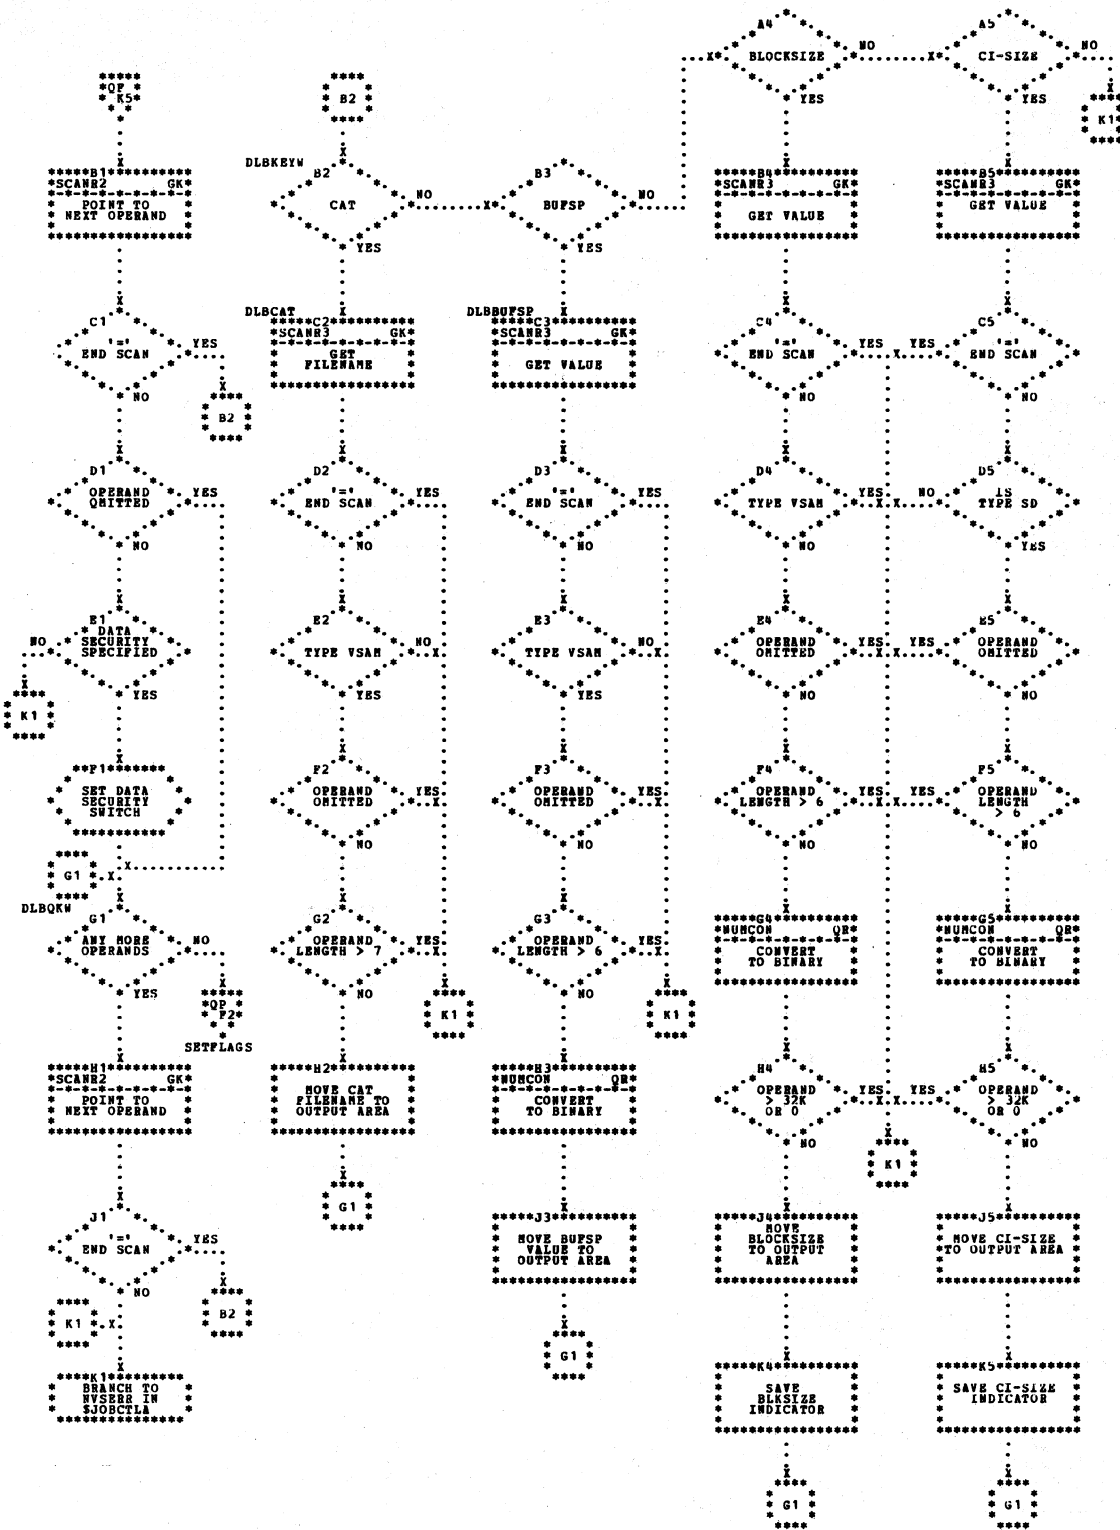 QP
K5
B1
SCANR2 GK
POINT TO
NEXT OPERAND
C1
'='
END SCAN
YES
NO
B2
D1
OPERAND
OMITTED
YES
NO
E1
DATA
SECURITY
SPECIFIED
NO
YES
K1
F1
SET DATA
SECURITY
SWITCH
G1
DLBQKW
G1
ANY MORE
OPERANDS
NO
YES
QP
F2
SETFLAGS
H1
SCANR2 GK
POINT TO
NEXT OPERAND
J1
'='
END SCAN
YES
NO
B2
K1
K1
BRANCH TO
NVSERR IN
$JOBCTLA
B2
DLBKEYW
B2
CAT
NO
YES
DLBCAT
C2
SCANR3 GK
GET
FILENAME
D2
'='
END SCAN
YES
NO
E2
TYPE VSAM
NO
YES
F2
OPERAND
OMITTED
YES
NO
G2
OPERAND
LENGTH > 7
YES
NO
K1
H2
MOVE CAT
FILENAME TO
OUTPUT AREA
G1
B3
BUFSP
NO
YES
DLBBUFSP
C3
SCANR3 GK
GET VALUE
D3
'='
END SCAN
YES
NO
E3
TYPE VSAM
NO
YES
F3
OPERAND
OMITTED
YES
NO
G3
OPERAND
LENGTH > 6
YES
NO
K1
H3
NUMCON QR
CONVERT
TO BINARY
J3
MOVE BUFSP
VALUE TO
OUTPUT AREA
G1
A4
BLOCKSIZE
NO
YES
B4
SCANR3 GK
GET VALUE
C4
'='
END SCAN
YES
NO
D4
TYPE VSAM
YES
NO
E4
OPERAND
OMITTED
YES
NO
F4
OPERAND
LENGTH > 6
YES
NO
G4
NUMCON QR
CONVERT
TO BINARY
H4
OPERAND
> 32K
OR 0
YES
NO
K1
J4
MOVE
BLOCKSIZE
TO OUTPUT
AREA
K4
SAVE
BLKSIZE
INDICATOR
G1
A5
CI-SIZE
NO
YES
K1
B5
SCANR3 GK
GET VALUE
C5
'='
END SCAN
YES
NO
D5
IS
TYPE SD
NO
YES
E5
OPERAND
OMITTED
YES
NO
F5
OPERAND
LENGTH
> 6
YES
NO
G5
NUMCON QR
CONVERT
TO BINARY
H5
OPERAND
> 32K
OR 0
YES
NO
J5
MOVE CI-SIZE
TO OUTPUT AREA
K5
SAVE CI-SIZE
INDICATOR
G1